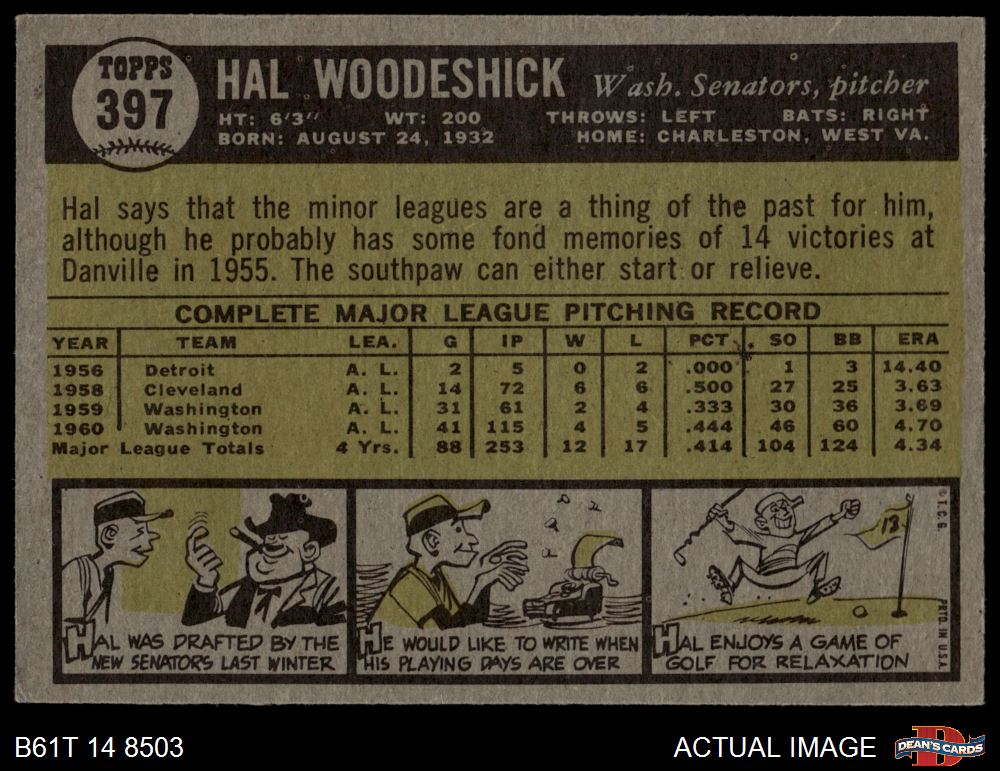 TOPPS
397
HAL WOODESHICK Wash. Senators, pitcher
HT: 6'3" WT: 200 THROWS: LEFT BATS: RIGHT
BORN: AUGUST 24, 1932 HOME: CHARLESTON, WEST VA.
Hal says that the minor leagues are a thing of the past for him,
although he probably has some fond memories of 14 victories at
Danville in 1955. The southpaw can either start or relieve.
COMPLETE MAJOR LEAGUE PITCHING RECORD
YEAR TEAM LEA. G IP W L PCT. SO BB ERA
1956 Detroit A. L. 2 5 0 2 .000 1 3 14.40
1958 Cleveland A. L. 14 72 6 6 .500 27 25 3.63
1959 Washington A. L. 31 61 2 4 .333 30 36 3.69
1960 Washington A. L. 41 115 4 5 .444 46 60 4.70
Major League Totals 4 Yrs. 88 253 12 17 .414 104 124 4.34
HAL WAS DRAFTED BY THE
NEW SENATORS LAST WINTER
HE WOULD LIKE TO WRITE WHEN
HIS PLAYING DAYS ARE OVER
13
HAL ENJOYS A GAME OF
GOLF FOR RELAXATION
© T.C.G.
PRTD. IN U.S.A.
B61T 14 8503
ACTUAL IMAGE
D
DEAN'S CARDS